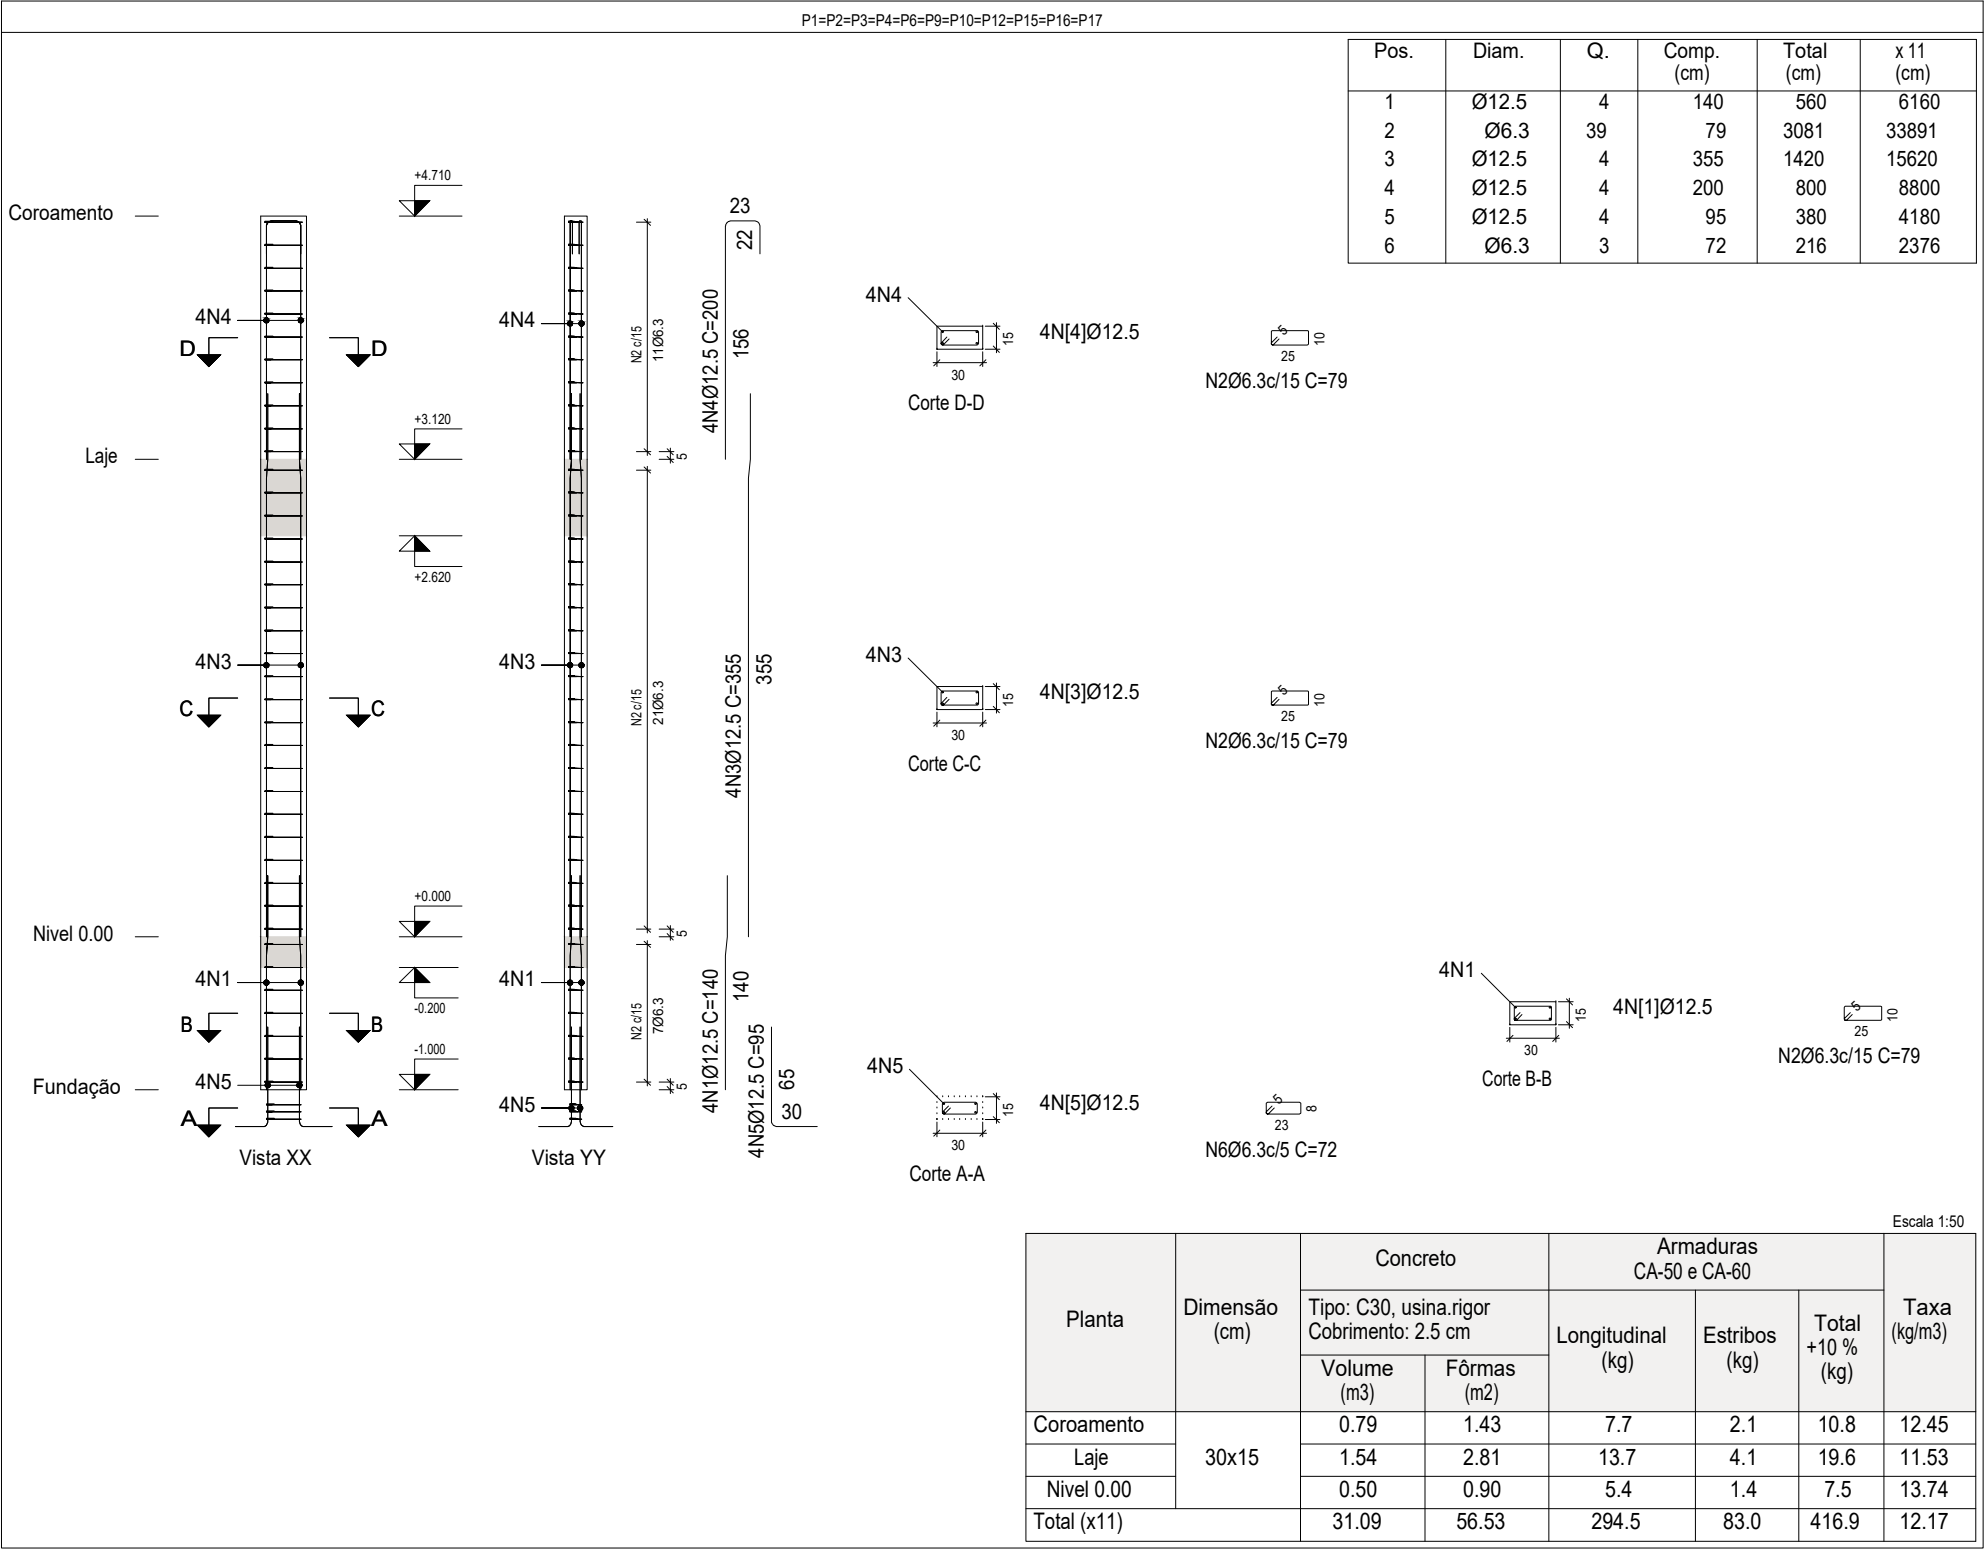 P1=P2=P3=P4=P6=P9=P10=P12=P15=P16=P17
Pos. Diam. Q. Comp. (cm) Total (cm) x 11 (cm)
1 Ø12.5 4 140 560 6160
2 Ø6.3 39 79 3081 33891
3 Ø12.5 4 355 1420 15620
4 Ø12.5 4 200 800 8800
5 Ø12.5 4 95 380 4180
6 Ø6.3 3 72 216 2376
Coroamento
+4.710
4N4
D D
+3.120
Laje
+2.620
4N3
C C
+0.000
Nivel 0.00
4N1
-0.200
B B
-1.000
Fundação
4N5
A A
Vista XX
4N4
4N3
4N1
4N5
Vista YY
N2 c/15
11Ø6.3
5
N2 c/15
21Ø6.3
5
N2 c/15
7Ø6.3
5
23
22
4N4Ø12.5 C=200
156
4N3Ø12.5 C=355
355
4N1Ø12.5 C=140
140
4N5Ø12.5 C=95
65
30
4N4
15
30
4N[4]Ø12.5
Corte D-D
5
10
25
N2Ø6.3c/15 C=79
4N3
15
30
4N[3]Ø12.5
Corte C-C
5
10
25
N2Ø6.3c/15 C=79
4N1
15
30
4N[1]Ø12.5
Corte B-B
5
10
25
N2Ø6.3c/15 C=79
4N5
15
30
4N[5]Ø12.5
Corte A-A
5
8
23
N6Ø6.3c/5 C=72
Escala 1:50
Planta
Dimensão
(cm)
Concreto
Tipo: C30, usina.rigor
Cobrimento: 2.5 cm
Volume
(m3)
Fôrmas
(m2)
Armaduras
CA-50 e CA-60
Longitudinal
(kg)
Estribos
(kg)
Total
+10 %
(kg)
Taxa
(kg/m3)
Coroamento 0.79 1.43 7.7 2.1 10.8 12.45
Laje 30x15 1.54 2.81 13.7 4.1 19.6 11.53
Nivel 0.00 0.50 0.90 5.4 1.4 7.5 13.74
Total (x11) 31.09 56.53 294.5 83.0 416.9 12.17